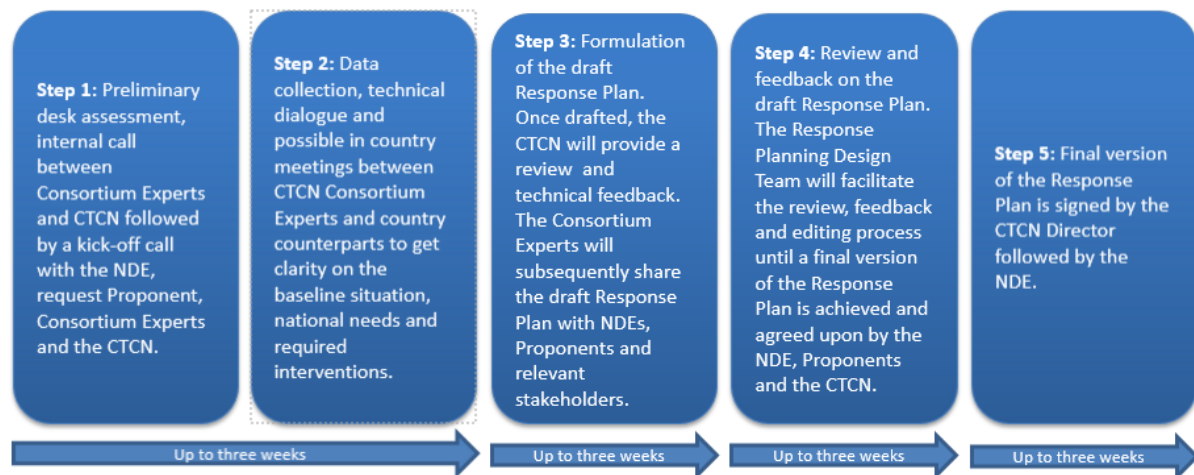 Step 1: Preliminary
desk assessment,
internal call
between
Consortium Experts
and CTCN followed
by a kick-off call
with the NDE,
request Proponent,
Consortium Experts
and the CTCN.
Step 2: Data
collection, technical
dialogue and
possible in country
meetings between
CTCN Consortium
Experts and country
counterparts to get
clarity on the
baseline situation,
national needs and
required
interventions.
Step 3: Formulation
of the draft
Response Plan.
Once drafted, the
CTCN will provide a
review and
technical feedback.
The Consortium
Experts will
subsequently share
the draft Response
Plan with NDEs,
Proponents and
relevant
stakeholders.
Step 4: Review and
feedback on the
draft Response Plan.
The Response
Planning Design
Team will facilitate
the review, feedback
and editing process
until a final version
of the Response
Plan is achieved and
agreed upon by the
NDE, Proponents
and the CTCN.
Step 5: Final version
of the Response
Plan is signed by the
CTCN Director
followed by the
NDE.
Up to three weeks
Up to three weeks
Up to three weeks
Up to three weeks